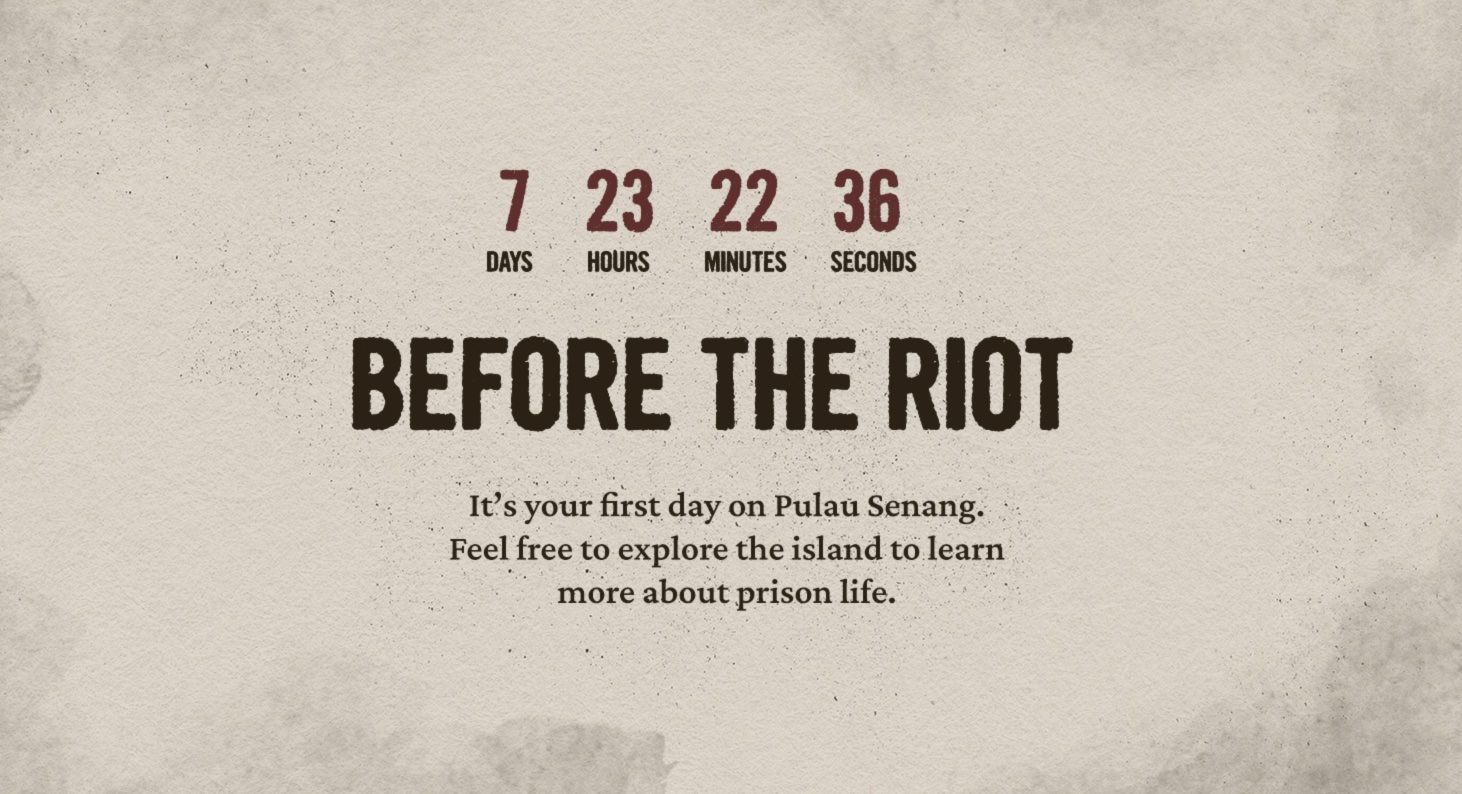 7 23 22 36
DAYS HOURS MINUTES SECONDS
BEFORE THE RIOT
It’s your first day on Pulau Senang.
Feel free to explore the island to learn
more about prison life.